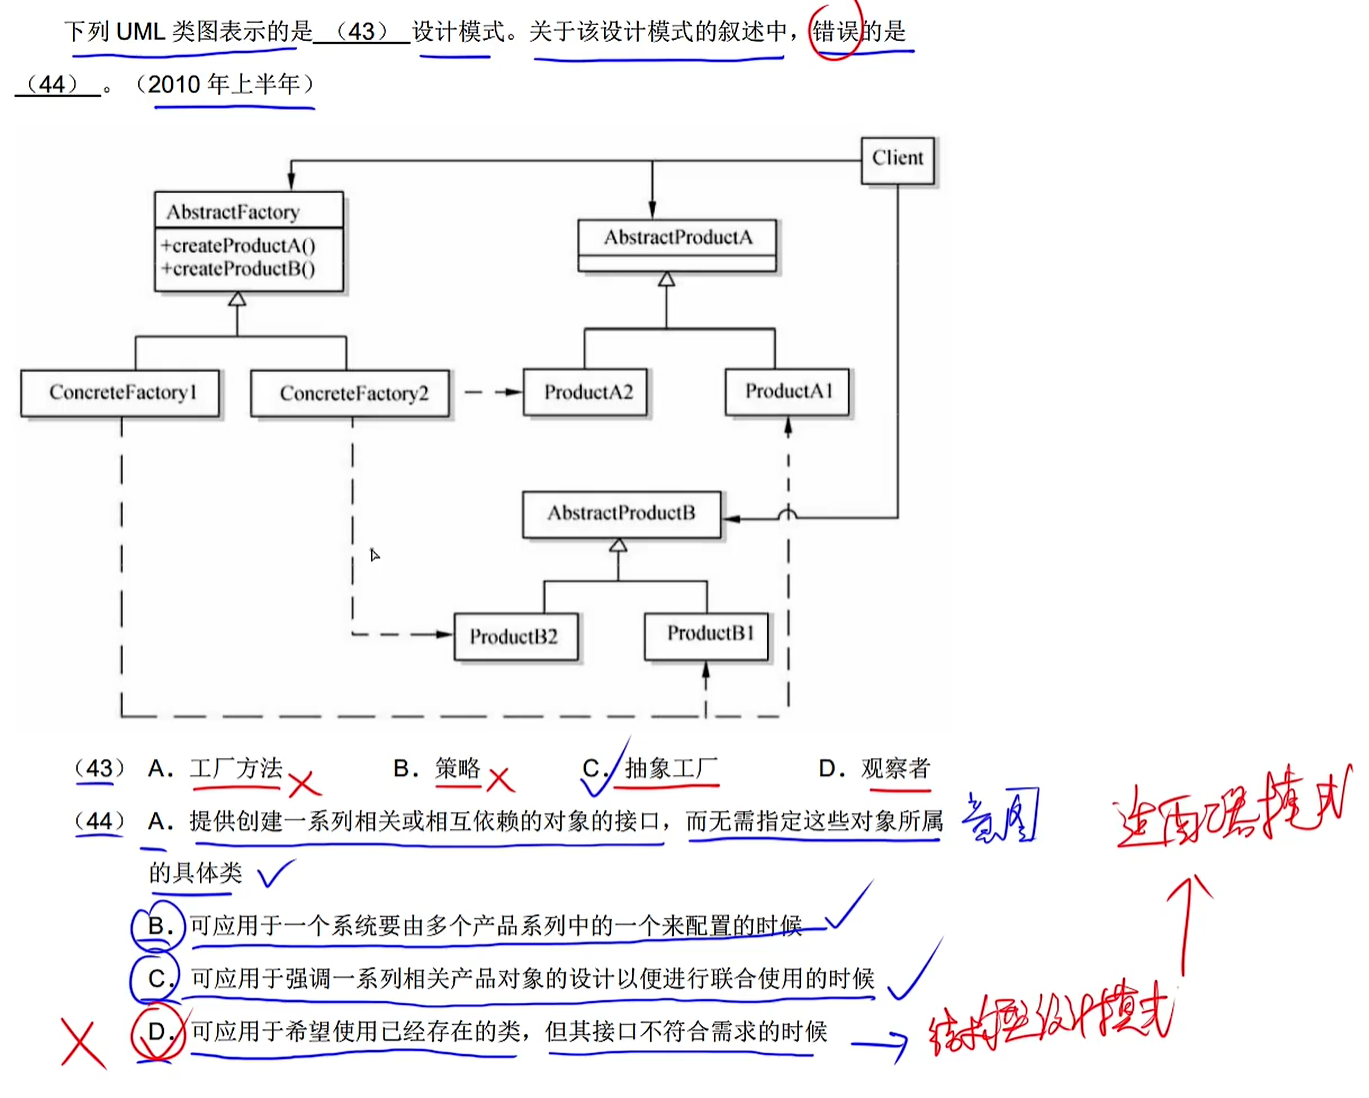 下列 UML 类图表示的是 （43） 设计模式。关于该设计模式的叙述中，错误的是
（44） 。（2010 年上半年）
Client
AbstractFactory
+createProductA()
+createProductB()
AbstractProductA
ConcreteFactory1
ConcreteFactory2
ProductA2
ProductA1
AbstractProductB
ProductB2
ProductB1
（43） A．工厂方法 B．策略 C．抽象工厂 D．观察者
（44） A．提供创建一系列相关或相互依赖的对象的接口，而无需指定这些对象所属 意图
的具体类
适配器模式
B．可应用于一个系统要由多个产品系列中的一个来配置的时候
C．可应用于强调一系列相关产品对象的设计以便进行联合使用的时候
D．可应用于希望使用已经存在的类，但其接口不符合需求的时候
结构型设计模式